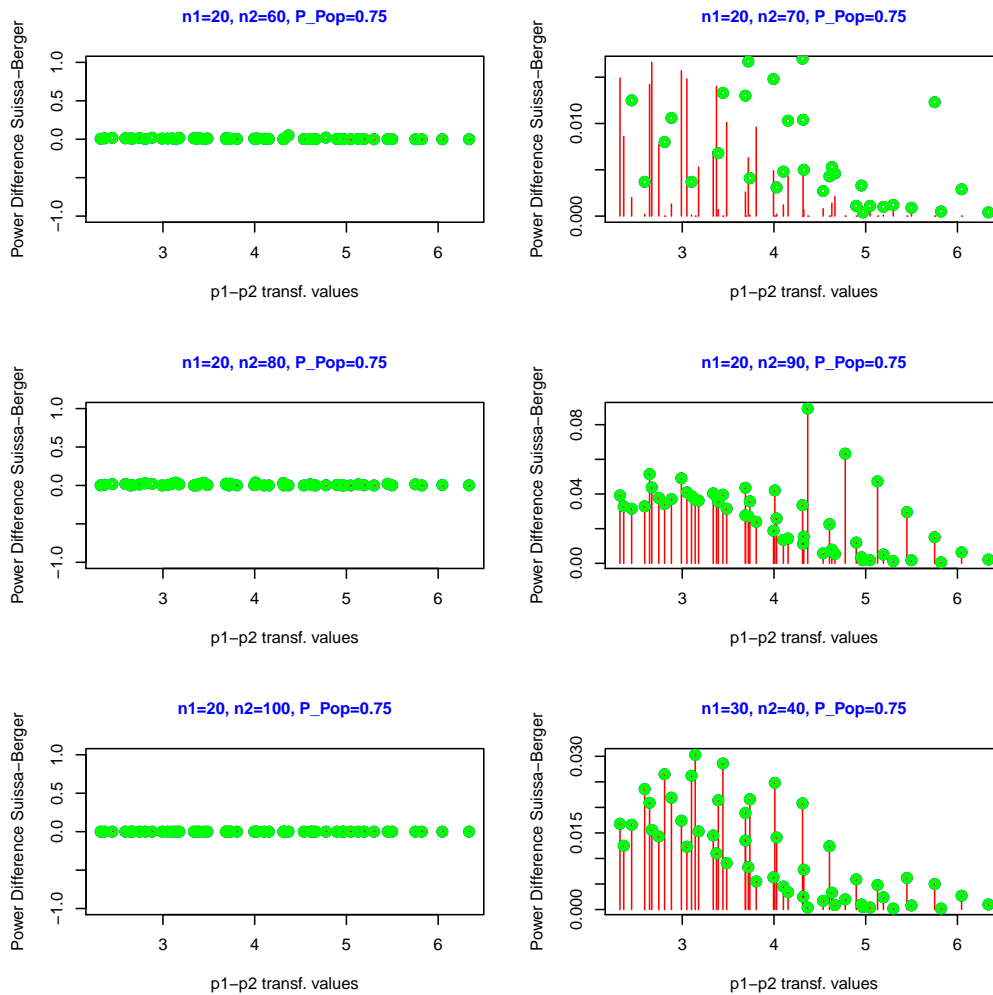 n1=20, n2=60, P_Pop=0.75
Power Difference Suissa−Berger
1.0
0.5
0.0
−1.0
3 4 5 6
p1−p2 transf. values
n1=20, n2=70, P_Pop=0.75
Power Difference Suissa−Berger
0.010
0.000
3 4 5 6
p1−p2 transf. values
n1=20, n2=80, P_Pop=0.75
Power Difference Suissa−Berger
1.0
0.5
0.0
−1.0
3 4 5 6
p1−p2 transf. values
n1=20, n2=90, P_Pop=0.75
Power Difference Suissa−Berger
0.08
0.04
0.00
3 4 5 6
p1−p2 transf. values
n1=20, n2=100, P_Pop=0.75
Power Difference Suissa−Berger
1.0
0.5
0.0
−1.0
3 4 5 6
p1−p2 transf. values
n1=30, n2=40, P_Pop=0.75
Power Difference Suissa−Berger
0.030
0.015
0.000
3 4 5 6
p1−p2 transf. values